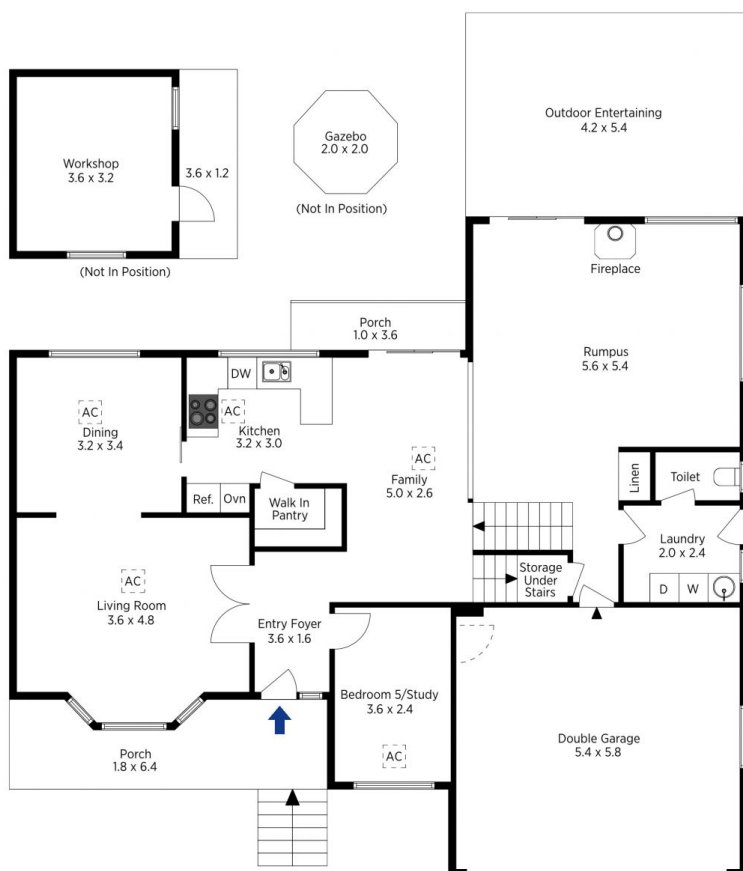 Outdoor Entertaining
4.2 x 5.4
Workshop
3.6 x 3.2
3.6 x 1.2
(Not In Position)
Gazebo
2.0 x 2.0
(Not In Position)
Fireplace
Rumpus
5.6 x 5.4
Porch
1.0 x 3.6
DW
AC
Dining
3.2 x 3.4
AC
Kitchen
3.2 x 3.0
AC
Family
5.0 x 2.6
Ref.
Ovn
Walk In
Pantry
Linen
Toilet
Laundry
2.0 x 2.4
D
W
Storage
Under
Stairs
AC
Living Room
3.6 x 4.8
Entry Foyer
3.6 x 1.6
Bedroom 5/Study
3.6 x 2.4
AC
Double Garage
5.4 x 5.8
Porch
1.8 x 6.4